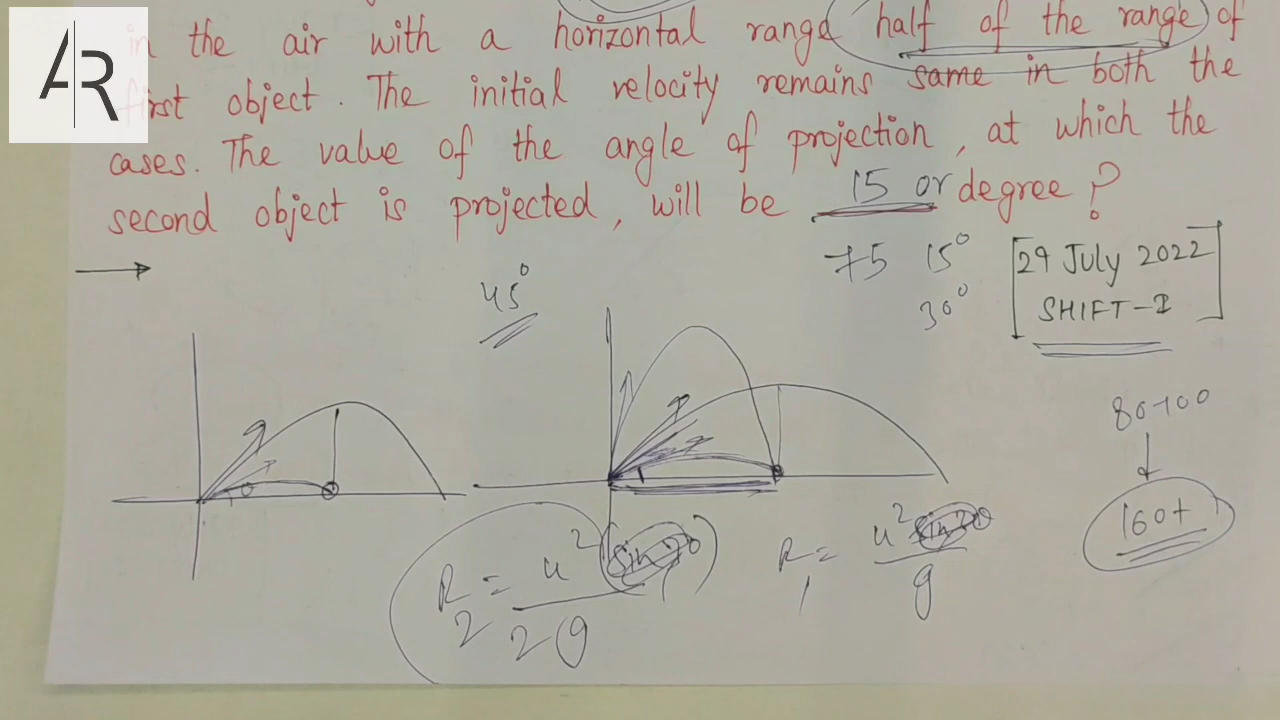 AR
in the air with a horizontal range half of the range of
first object. The initial velocity remains same in both the
cases. The value of the angle of projection, at which the
second object is projected, will be 15 or degree?
75 15°
30°
[29 July 2022
SHIFT-I]
45°
80-100
160+
R₂ = u² (sin 2θ)
2 g
R₁ = u² sin 2θ
g